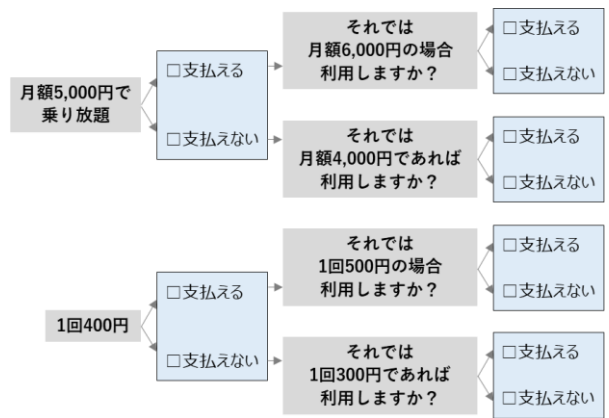 月額5,000円で
乗り放題
□支払える
□支払えない
それでは
月額6,000円の場合
利用しますか？
□支払える
□支払えない
それでは
月額4,000円であれば
利用しますか？
□支払える
□支払えない
1回400円
□支払える
□支払えない
それでは
1回500円の場合
利用しますか？
□支払える
□支払えない
それでは
1回300円であれば
利用しますか？
□支払える
□支払えない